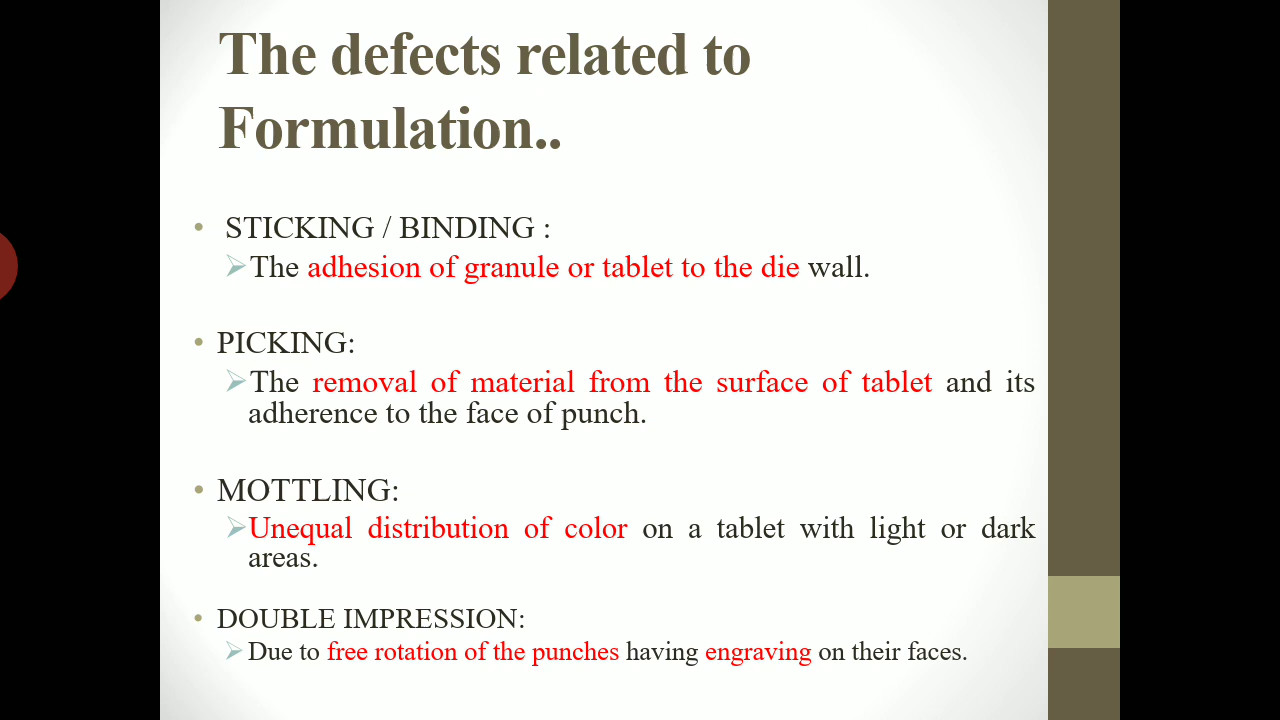 The defects related to
Formulation..
• STICKING / BINDING :
➢The adhesion of granule or tablet to the die wall.
• PICKING:
➢The removal of material from the surface of tablet and its
adherence to the face of punch.
• MOTTLING:
➢Unequal distribution of color on a tablet with light or dark
areas.
• DOUBLE IMPRESSION:
➢Due to free rotation of the punches having engraving on their faces.